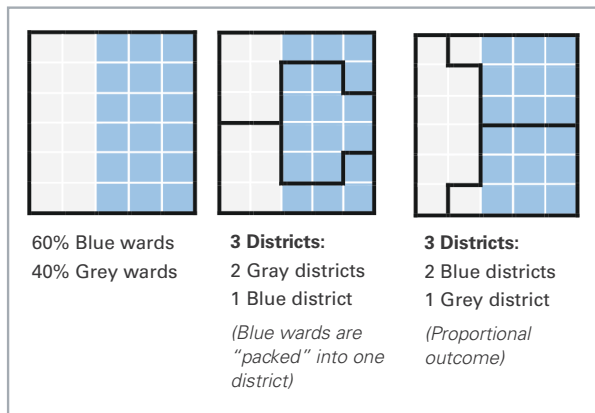 60% Blue wards
40% Grey wards
3 Districts:
2 Gray districts
1 Blue district
(Blue wards are
“packed” into one
district)
3 Districts:
2 Blue districts
1 Grey district
(Proportional
outcome)